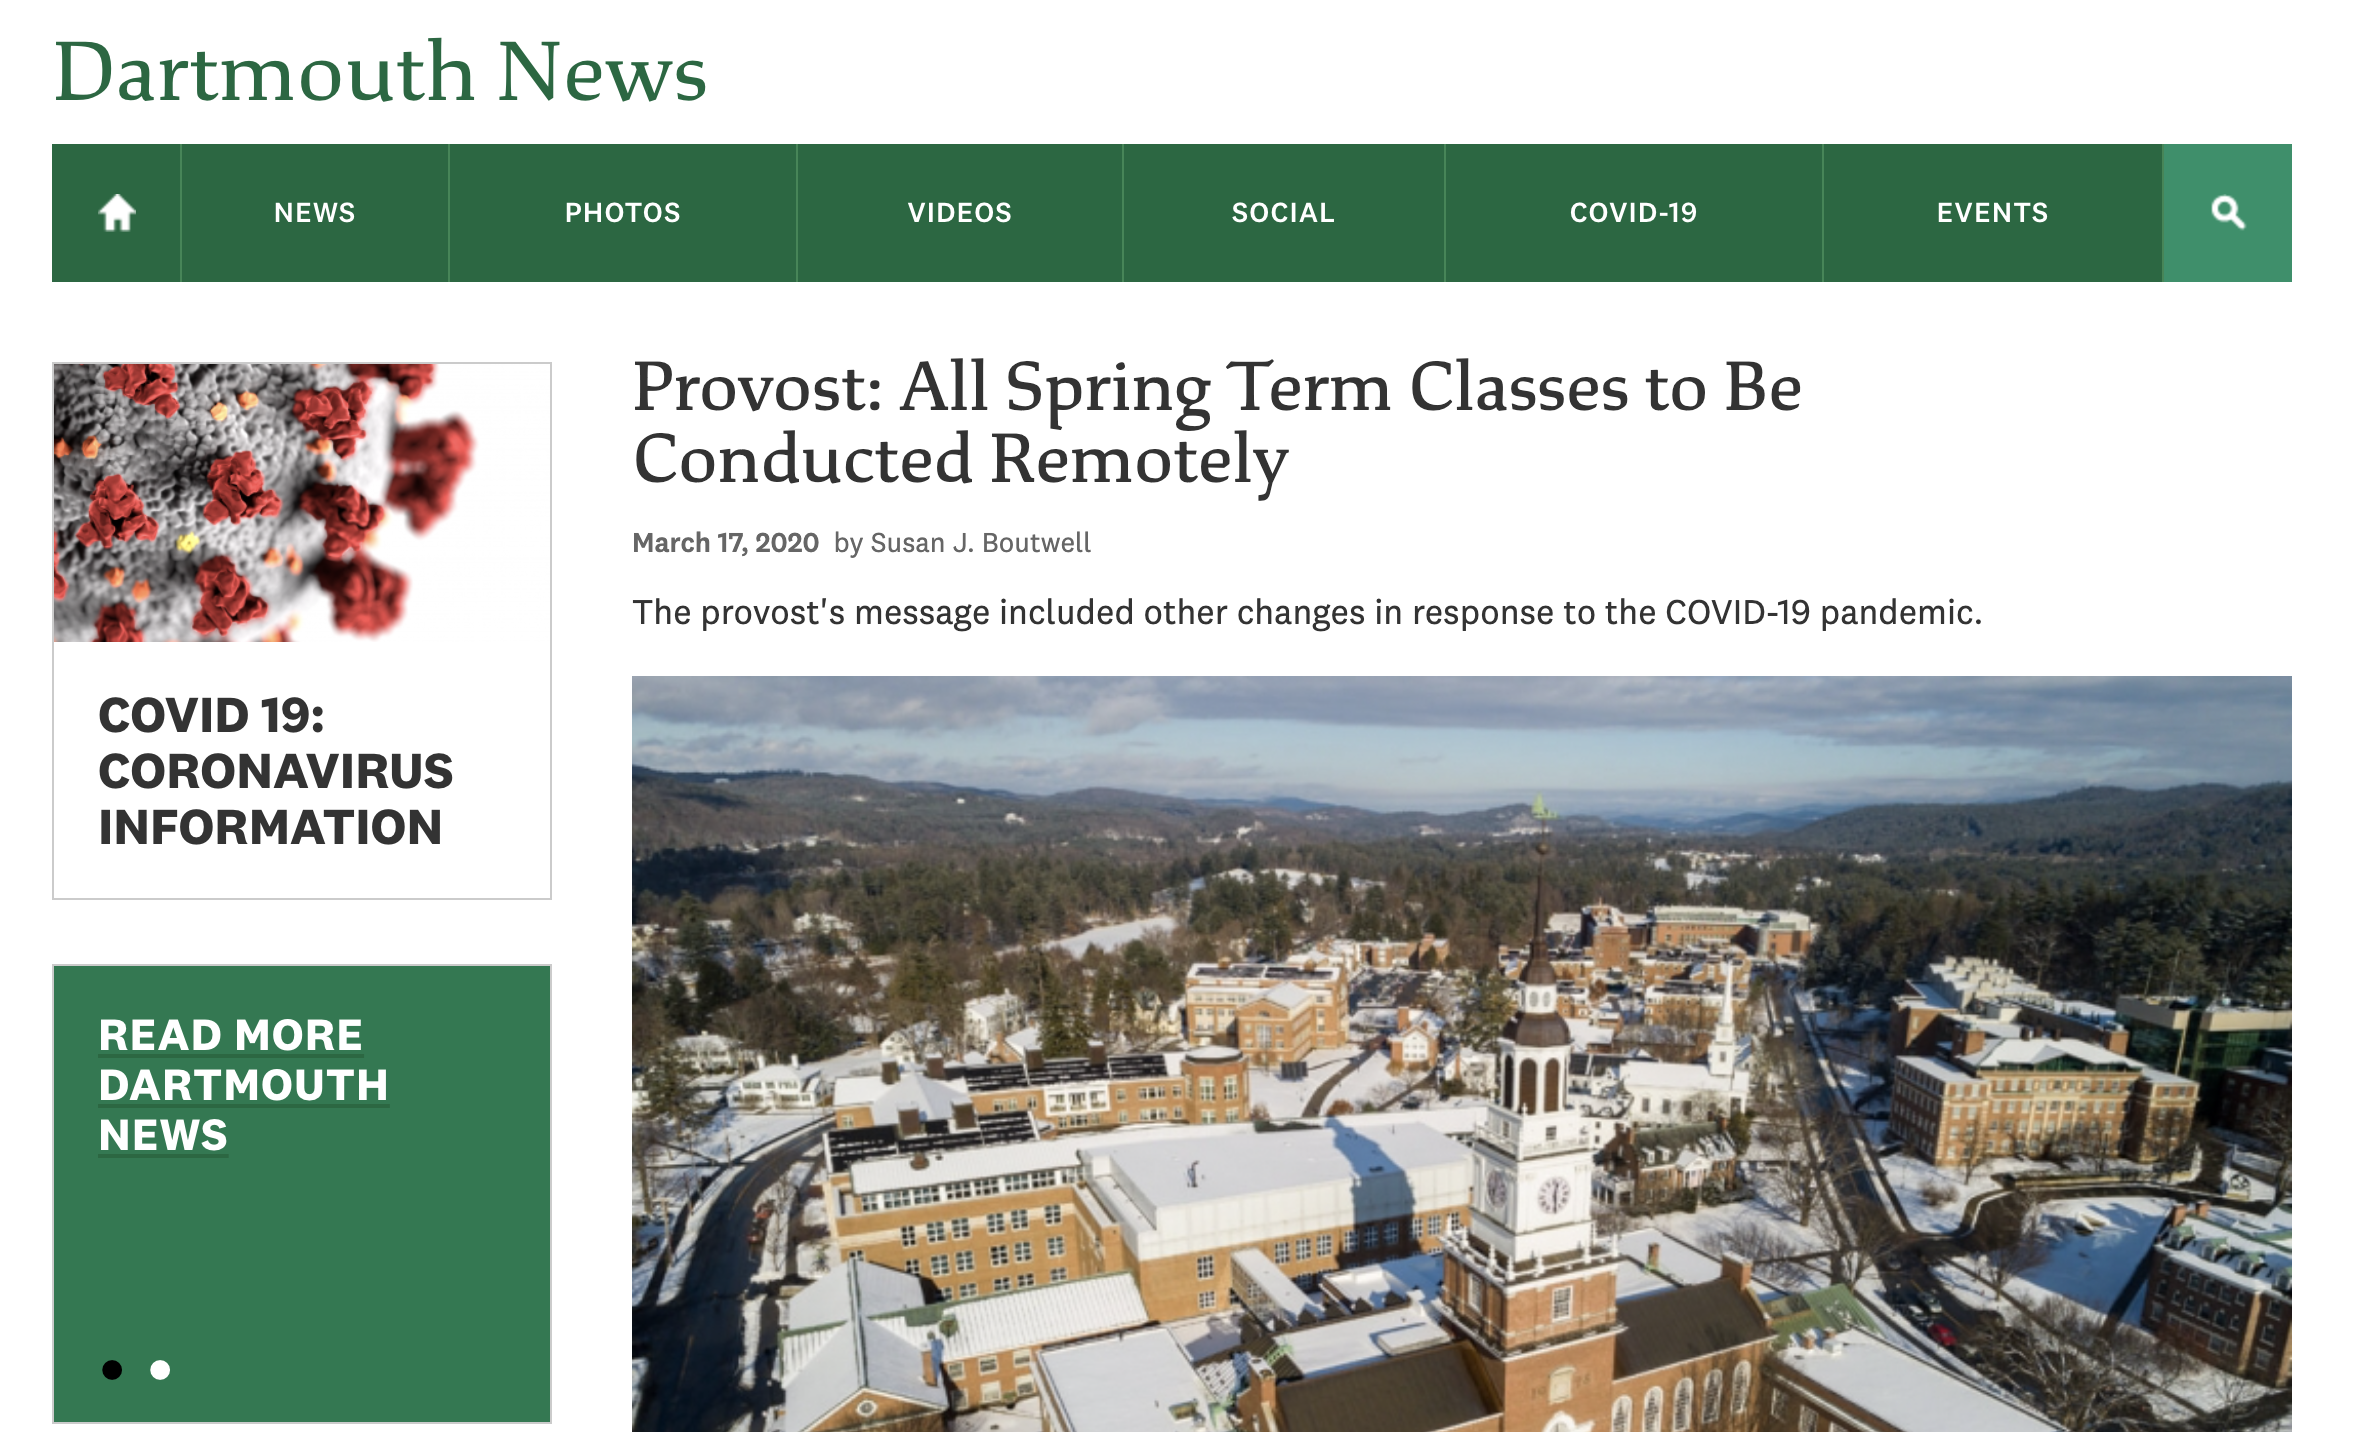 Dartmouth News
NEWS
PHOTOS
VIDEOS
SOCIAL
COVID-19
EVENTS
Provost: All Spring Term Classes to Be
Conducted Remotely
March 17, 2020 by Susan J. Boutwell
The provost's message included other changes in response to the COVID-19 pandemic.
COVID 19:
CORONAVIRUS
INFORMATION
READ MORE
DARTMOUTH
NEWS